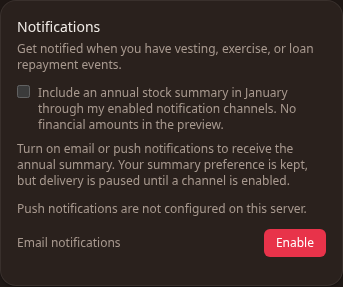 Notifications
Get notified when you have vesting, exercise, or loan
repayment events.
Include an annual stock summary in January
through my enabled notification channels. No
financial amounts in the preview.
Turn on email or push notifications to receive the
annual summary. Your summary preference is kept,
but delivery is paused until a channel is enabled.
Push notifications are not configured on this server.
Email notifications
Enable